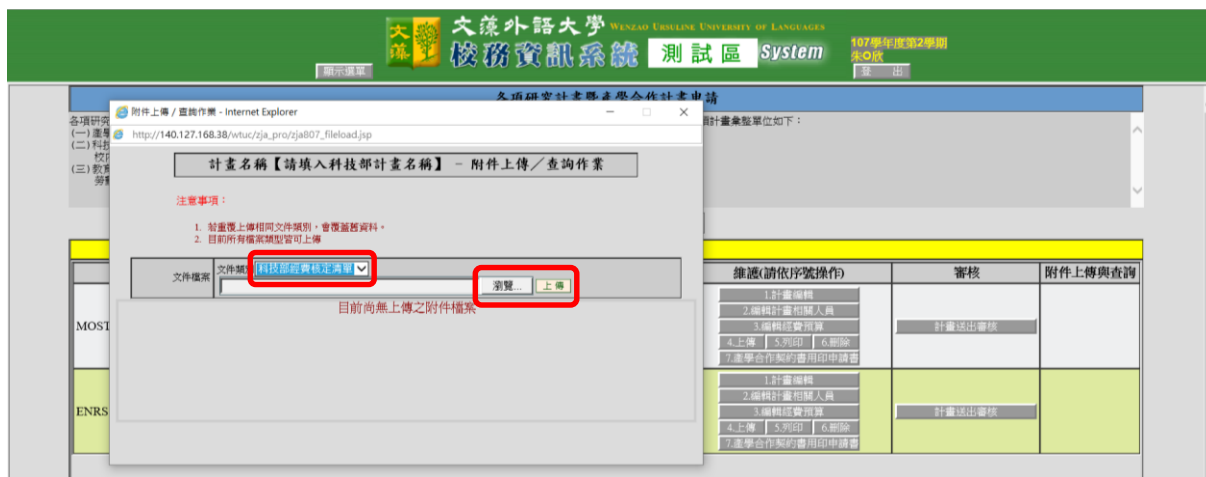 文藻
文藻外語大學 WENZAO URSULINE UNIVERSITY OF LANGUAGES
校務資訊系統 測試區 System
107學年度第2學期
朱O欣
登 出
顯示選單
各項研究計畫暨產學合作計畫申請
各項研究
(一)產學
(二)科技
校內
(三)教育
勞動
項計畫彙整單位如下：
附件上傳 / 查詢作業 - Internet Explorer
http://140.127.168.38/wtuc/zja_pro/zja807_fileload.jsp
計畫名稱【請填入科技部計畫名稱】 - 附件上傳／查詢作業
注意事項：
1. 若重覆上傳相同文件類別，會覆蓋舊資料。
2. 目前所有檔案類型皆可上傳
文件檔案
文件類別 科技部經費核定清單
瀏覽... 上傳
目前尚無上傳之附件檔案
維護(請依序號操作) 審核 附件上傳與查詢
MOST
1.計畫編輯
2.編輯計畫相關人員
3.編輯經費預算
4.上傳 5.列印 6.刪除
7.產學合作契約書用印申請書
計畫送出審核
ENRS
1.計畫編輯
2.編輯計畫相關人員
3.編輯經費預算
4.上傳 5.列印 6.刪除
7.產學合作契約書用印申請書
計畫送出審核